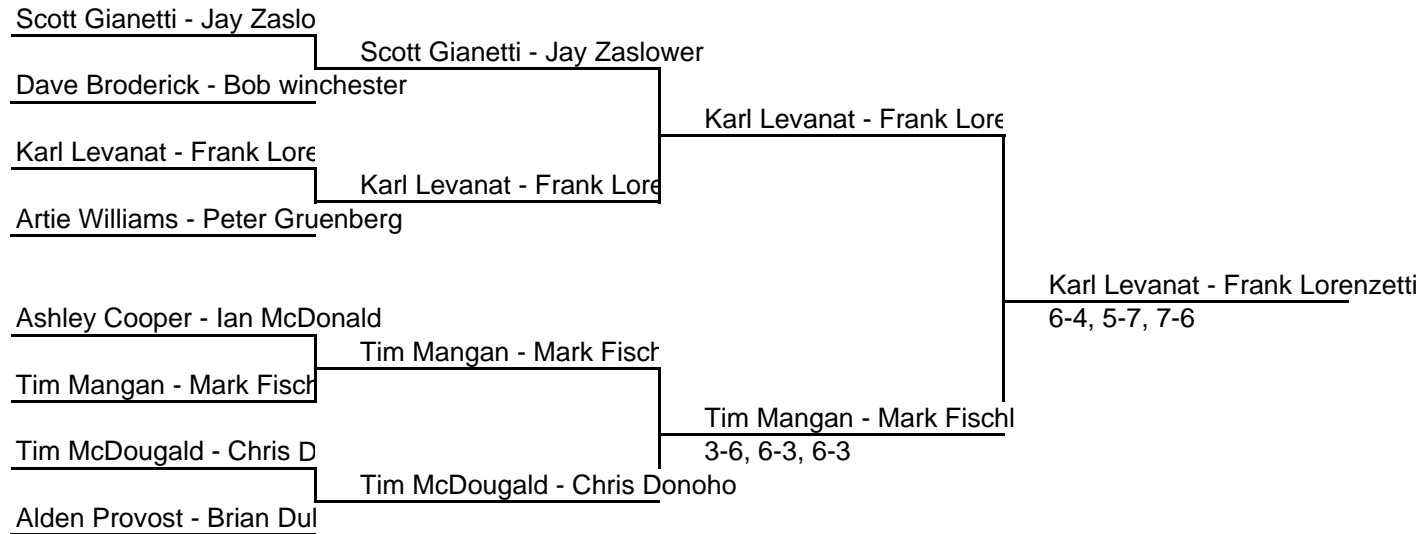 Scott Gianetti - Jay Zaslo
Dave Broderick - Bob winchester
Karl Levanat - Frank Lore
Artie Williams - Peter Gruenberg
Ashley Cooper - Ian McDonald
Tim Mangan - Mark Fisch
Tim McDougald - Chris D
Alden Provost - Brian Dul
Scott Gianetti - Jay Zaslower
Karl Levanat - Frank Lore
Tim Mangan - Mark Fisch
Tim McDougald - Chris Donoho
Karl Levanat - Frank Lore
Tim Mangan - Mark Fischl
3-6, 6-3, 6-3
Karl Levanat - Frank Lorenzetti
6-4, 5-7, 7-6